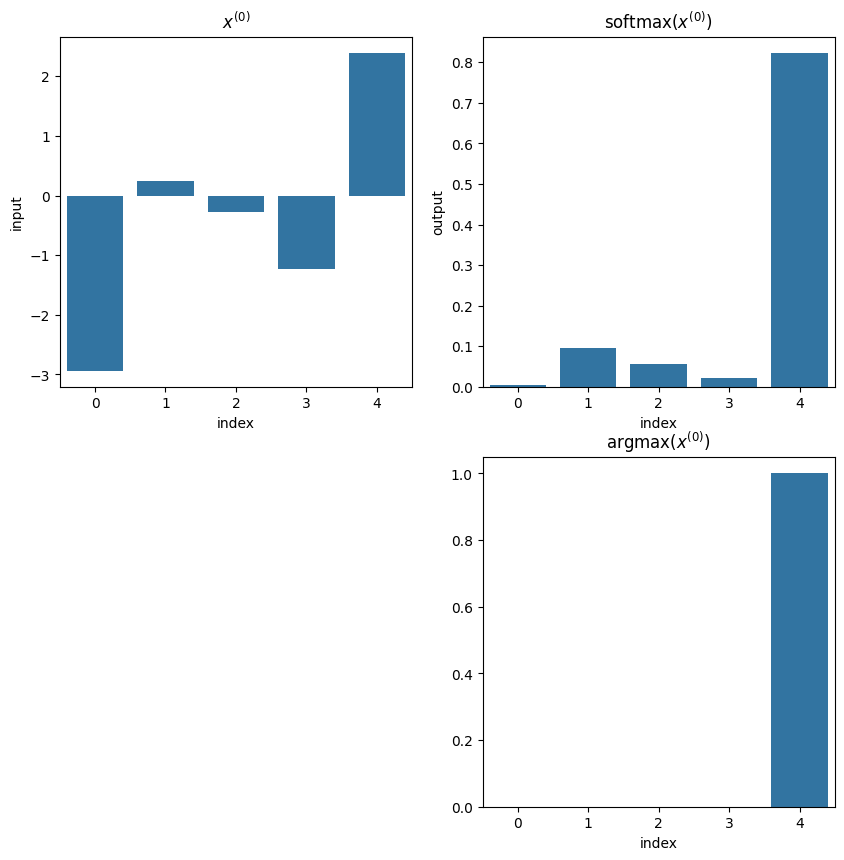 x^(0)
2
1
0
−1
−2
−3
input
0 1 2 3 4
index
softmax(x^(0))
0.8
0.7
0.6
0.5
0.4
0.3
0.2
0.1
0.0
output
0 1 2 3 4
index
argmax(x^(0))
1.0
0.8
0.6
0.4
0.2
0.0
0 1 2 3 4
index